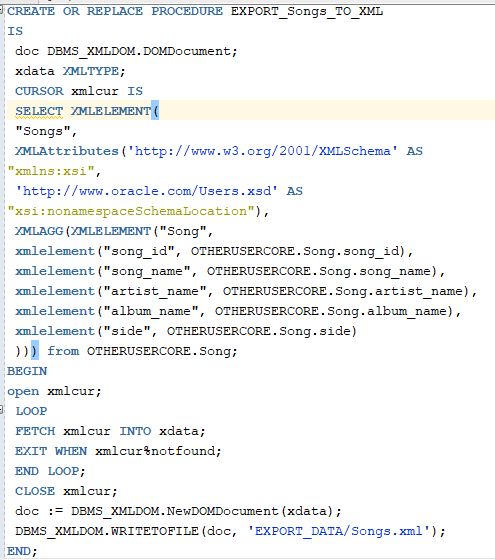 CREATE OR REPLACE PROCEDURE EXPORT_Songs_TO_XML
IS
doc DBMS_XMLDOM.DOMDocument;
xdata XMLTYPE;
CURSOR xmlcur IS
SELECT XMLELEMENT(
"Songs",
XMLAttributes('http://www.w3.org/2001/XMLSchema' AS
"xmlns:xsi",
'http://www.oracle.com/Users.xsd' AS
"xsi:nonamespaceSchemaLocation"),
XMLAGG(XMLELEMENT("Song",
xmlelement("song_id", OTHERUSERCORE.Song.song_id),
xmlelement("song_name", OTHERUSERCORE.Song.song_name),
xmlelement("artist_name", OTHERUSERCORE.Song.artist_name),
xmlelement("album_name", OTHERUSERCORE.Song.album_name),
xmlelement("side", OTHERUSERCORE.Song.side)
))) from OTHERUSERCORE.Song;
BEGIN
open xmlcur;
LOOP
FETCH xmlcur INTO xdata;
EXIT WHEN xmlcur%notfound;
END LOOP;
CLOSE xmlcur;
doc := DBMS_XMLDOM.NewDOMDocument(xdata);
DBMS_XMLDOM.WRITETOFILE(doc, 'EXPORT_DATA/Songs.xml');
END;